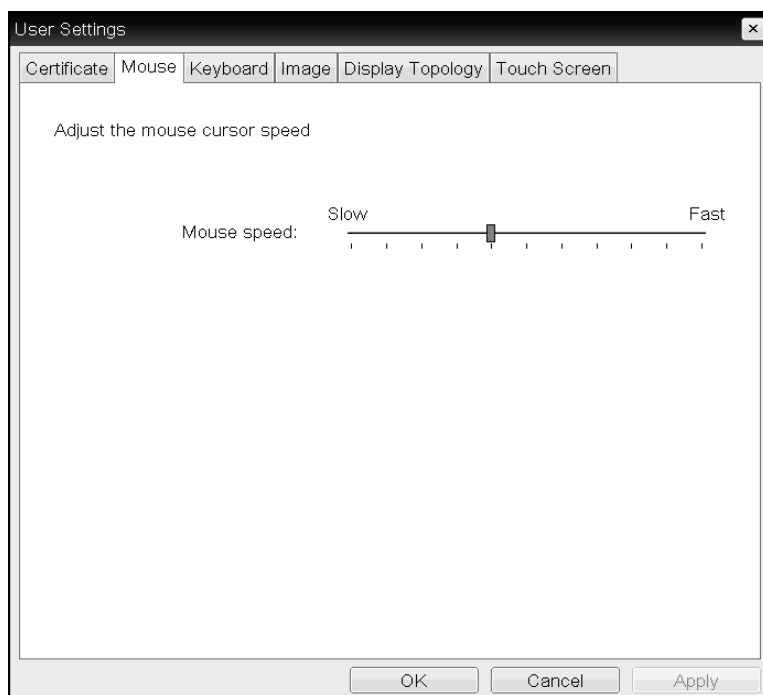 User Settings
Certificate Mouse Keyboard Image Display Topology Touch Screen
Adjust the mouse cursor speed
Slow Fast
Mouse speed:
OK Cancel Apply